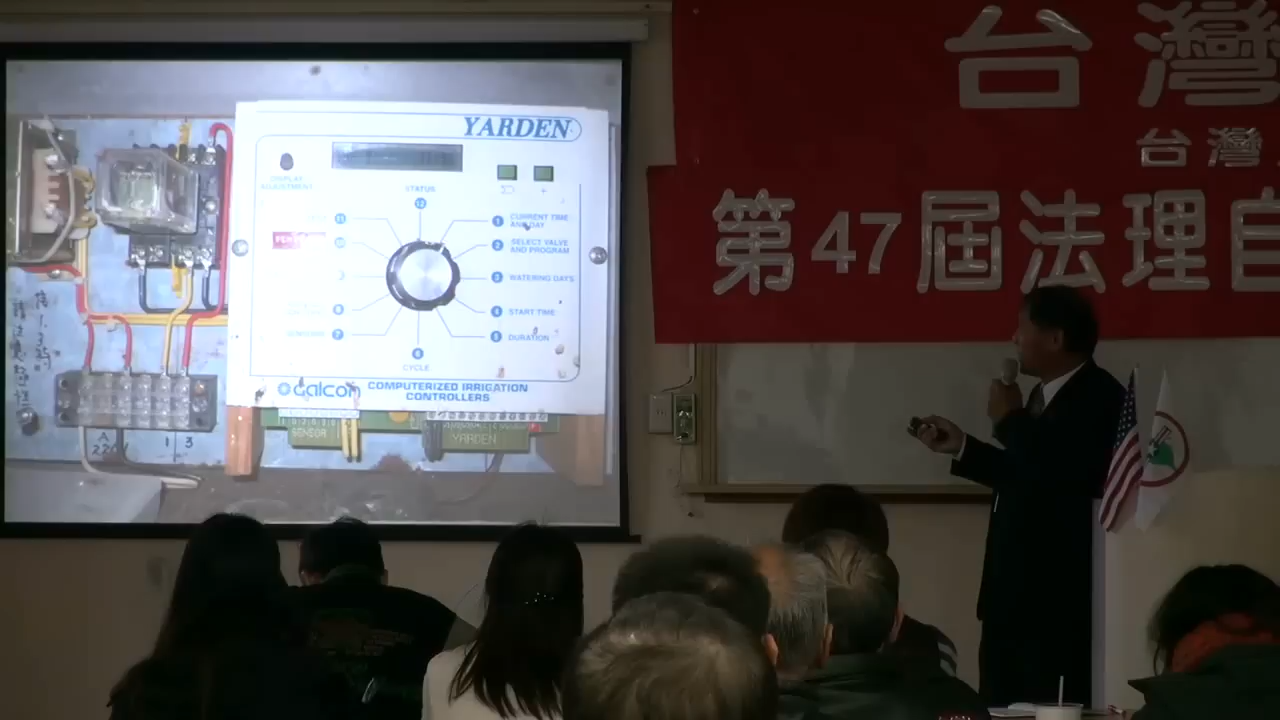 YARDEN
DISPLAY
ADJUSTMENT
STATUS
12
11
10
8
7
6
CYCLE
1 CURRENT TIME
AND DAY
2 SELECT VALVE
AND PROGRAM
3 WATERING DAYS
4 START TIME
5 DURATION
Galcon
COMPUTERIZED IRRIGATION
CONTROLLERS
SENSOR
YARDEN
A
220
1 3
台灣
台灣
第47屆法理自